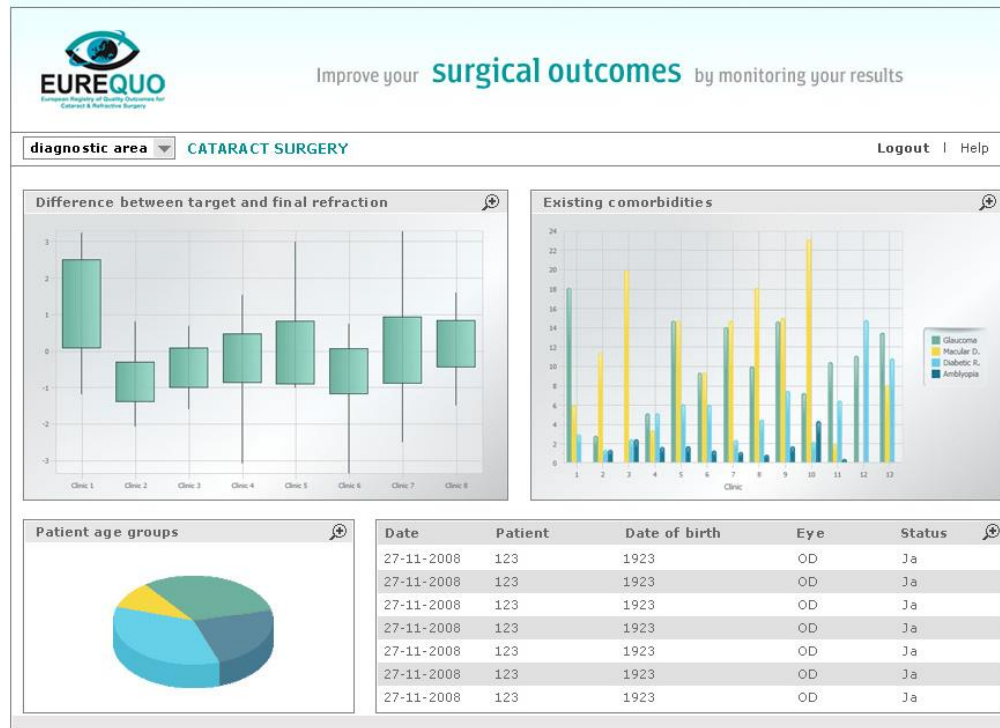 EUREQUO
European Registry of Quality Outcomes for
Cataract & Refractive Surgery
Improve your surgical outcomes by monitoring your results
diagnostic area CATARACT SURGERY Logout | Help
Difference between target and final refraction
3
2
1
0
-1
-2
-3
Clinic 1 Clinic 2 Clinic 3 Clinic 4 Clinic 5 Clinic 6 Clinic 7 Clinic 8
Existing comorbidities
24
22
20
18
16
14
12
10
8
6
4
2
0
1 2 3 4 5 6 7 8 9 10 11 12 13
Clinic
Glaucoma
Macular D.
Diabetic R.
Amblyopia
Patient age groups
Date Patient Date of birth Eye Status
27-11-2008 123 1923 OD Ja
27-11-2008 123 1923 OD Ja
27-11-2008 123 1923 OD Ja
27-11-2008 123 1923 OD Ja
27-11-2008 123 1923 OD Ja
27-11-2008 123 1923 OD Ja
27-11-2008 123 1923 OD Ja